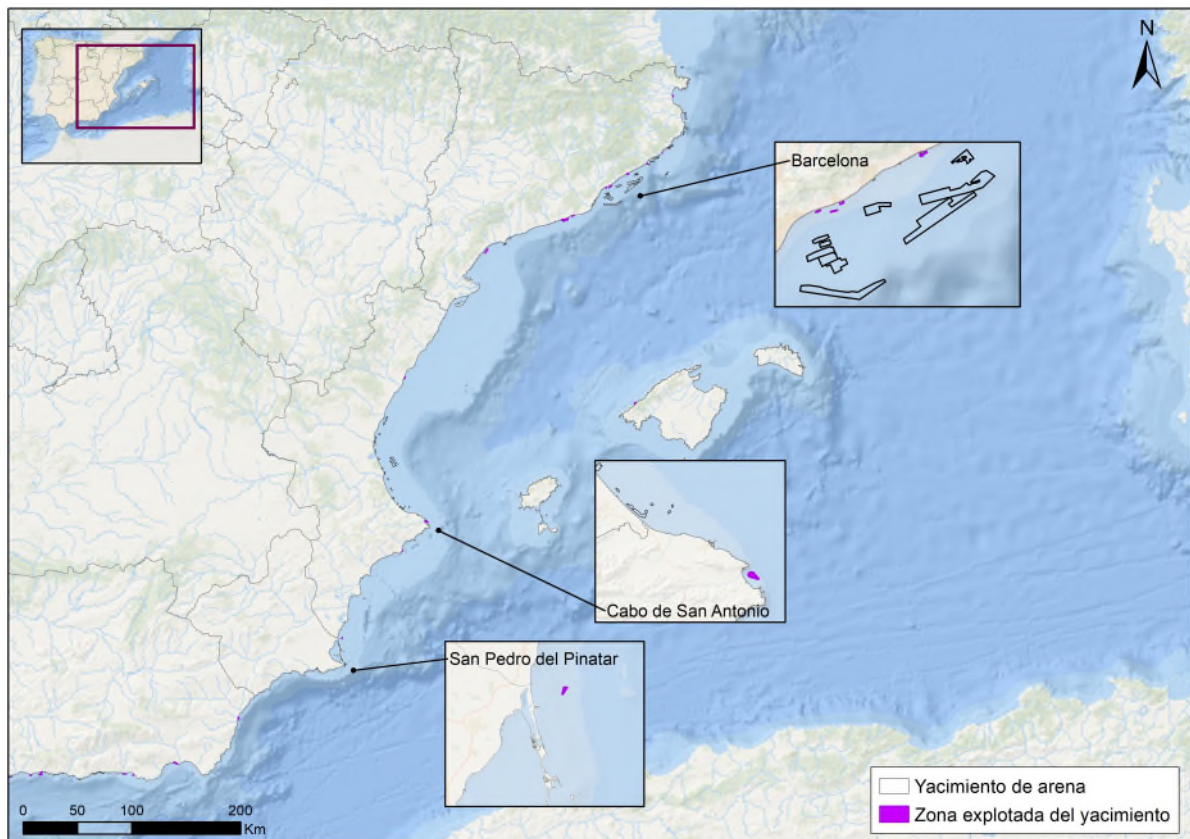 N
Barcelona
Cabo de San Antonio
San Pedro del Pinatar
Yacimiento de arena
Zona explotada del yacimiento
0 50 100 200
Km